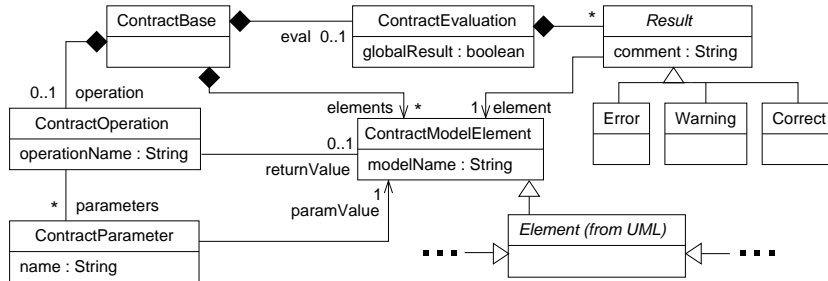 ContractBase
ContractEvaluation
globalResult : boolean
eval 0..1
*
Result
comment : String
Error
Warning
Correct
0..1 operation
elements *
1 element
ContractOperation
operationName : String
ContractModelElement
modelName : String
0..1
returnValue
1
paramValue
* parameters
ContractParameter
name : String
Element (from UML)